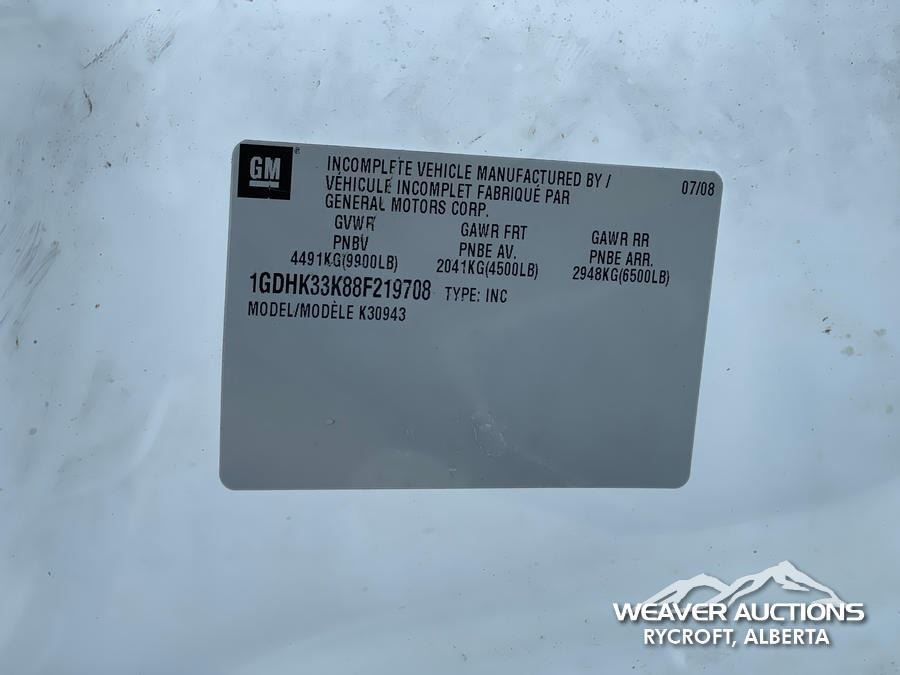 GM
INCOMPLETE VEHICLE MANUFACTURED BY / 07/08
VÉHICULE INCOMPLET FABRIQUÉ PAR
GENERAL MOTORS CORP.
GVWR GAWR FRT GAWR RR
PNBV PNBE AV. PNBE ARR.
4491KG(9900LB) 2041KG(4500LB) 2948KG(6500LB)
1GDHK33K88F219708 TYPE: INC
MODEL/MODÈLE K30943
WEAVER AUCTIONS
RYCROFT, ALBERTA